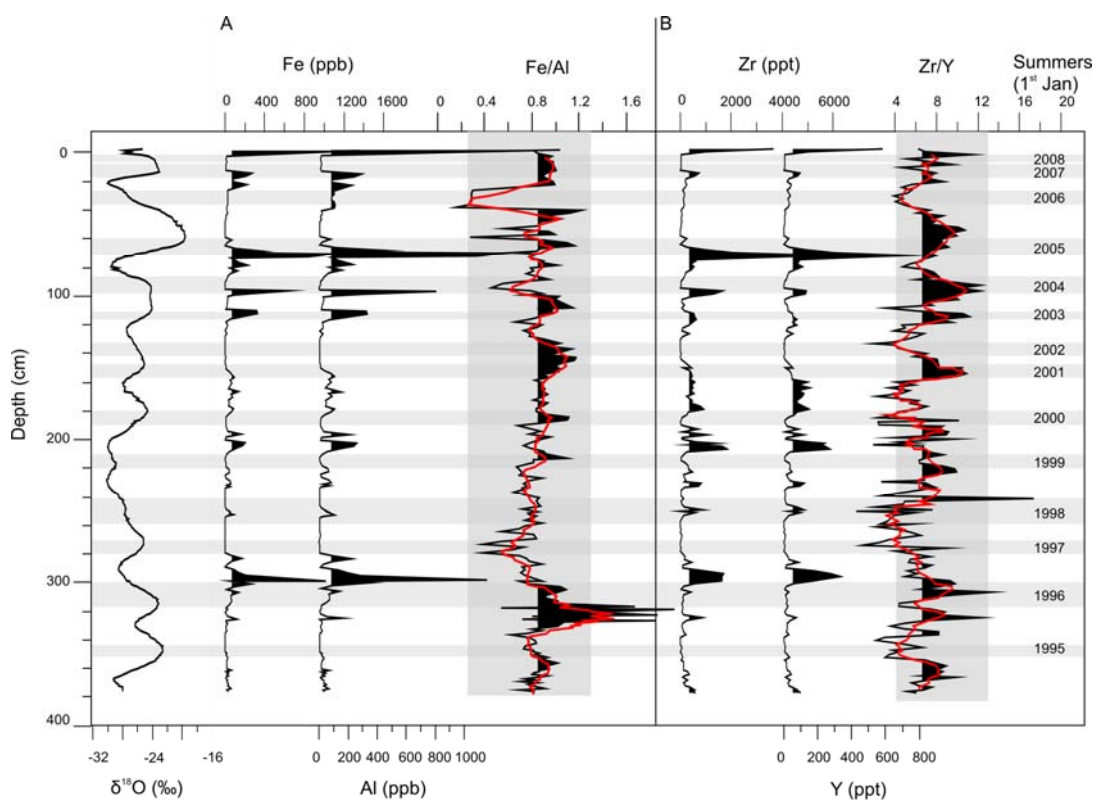 A
B
Fe (ppb)
Fe/Al
Zr (ppt)
Zr/Y
Summers
(1st Jan)
0 400 800 1200 0 0.4 0.8 1.2 1.6
0 2000 4000 6000 4 8 12 16 20
Depth (cm)
0
100
200
300
400
2008
2007
2006
2005
2004
2003
2002
2001
2000
1999
1998
1997
1996
1995
-32 -24 -16
0 200 400 600 800 1000
0 200 400 600 800
δ18O (‰)
Al (ppb)
Y (ppt)